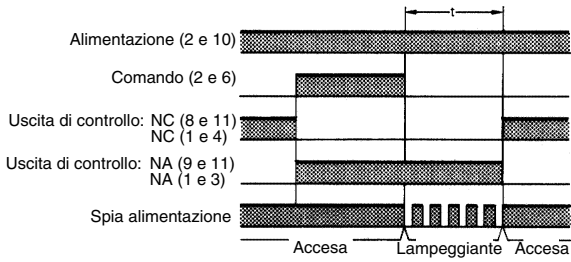 t
Alimentazione (2 e 10)
Comando (2 e 6)
Uscita di controllo: NC (8 e 11)
NC (1 e 4)
Uscita di controllo: NA (9 e 11)
NA (1 e 3)
Spia alimentazione
Accesa
Lampeggiante
Accesa